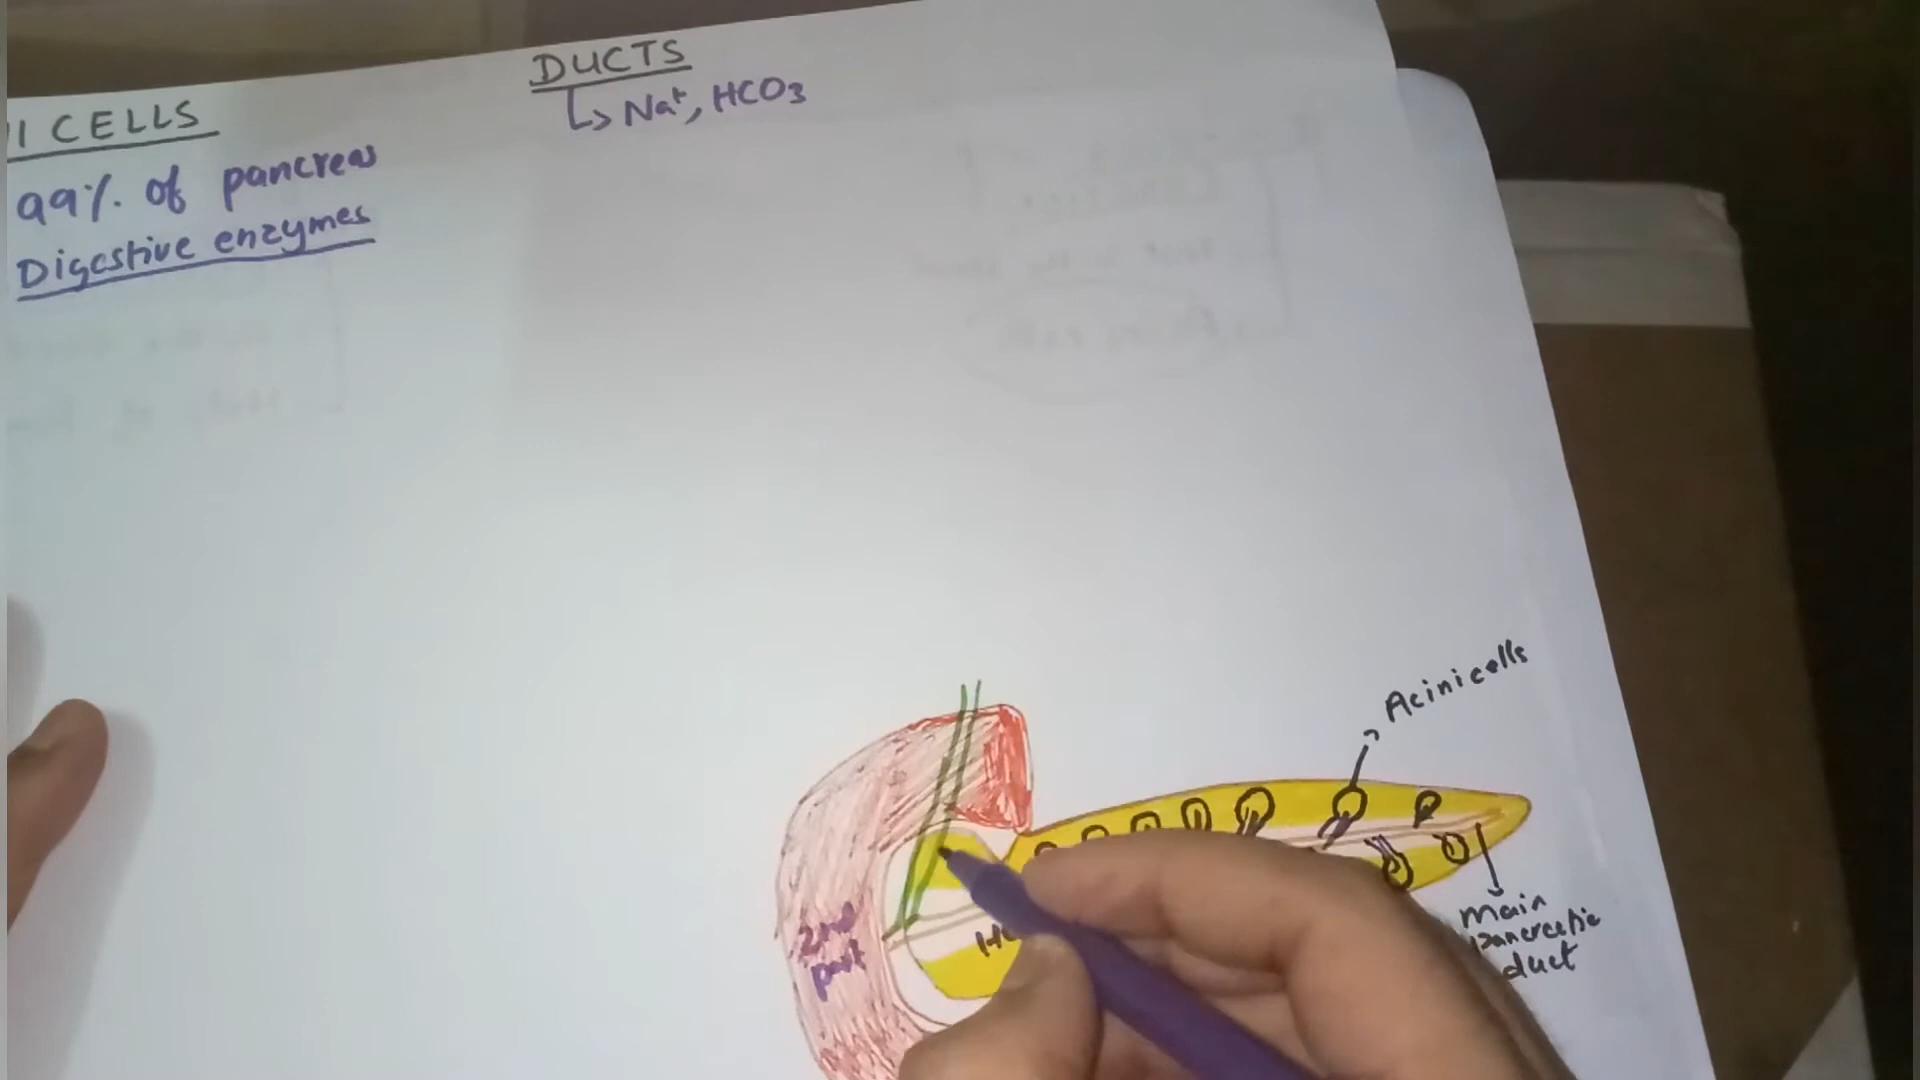 DUCTS
↳ Na⁺, HCO3
I CELLS
99% of pancreas
Digestive enzymes
Acini cells
2nd
part
main
pancreatic
duct